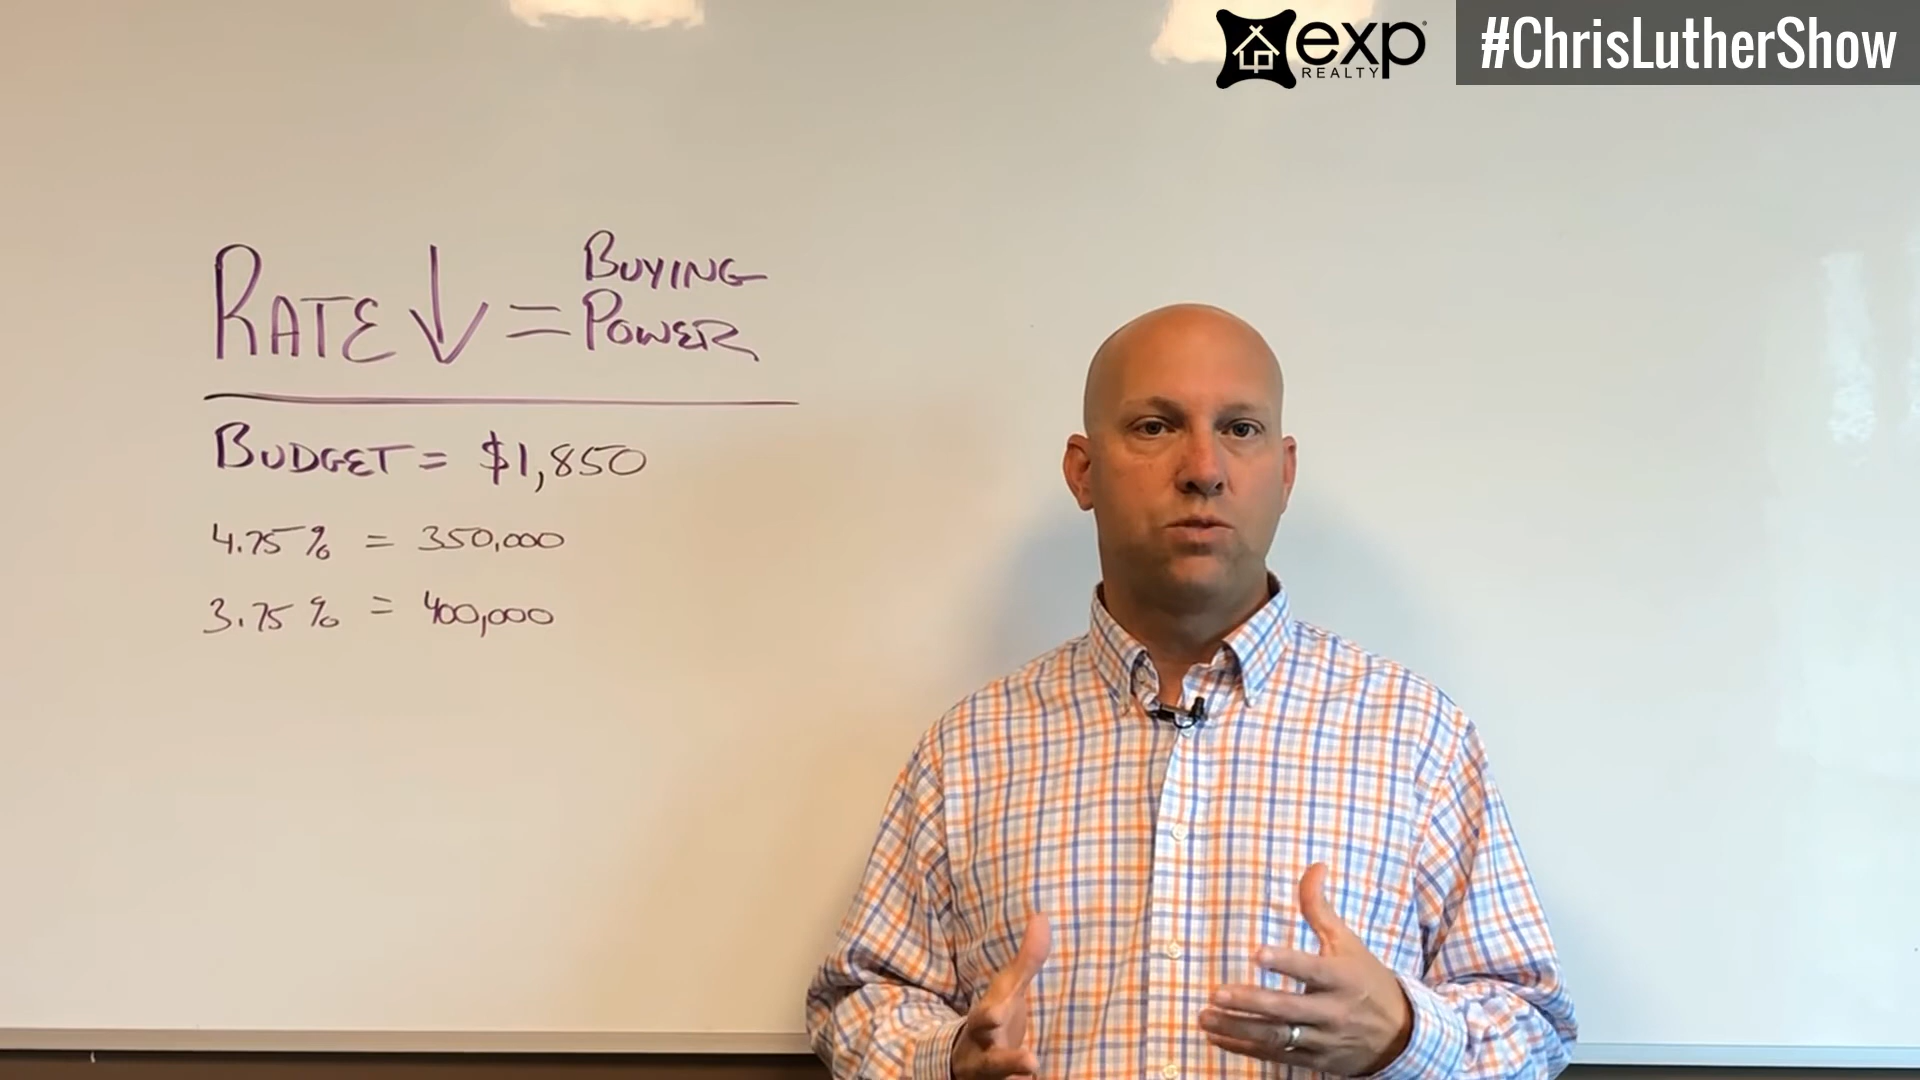 exp
REALTY
#ChrisLutherShow
RATE ↓ = BUYING POWER
BUDGET = $1,850
4.75% = 350,000
3.75% = 400,000